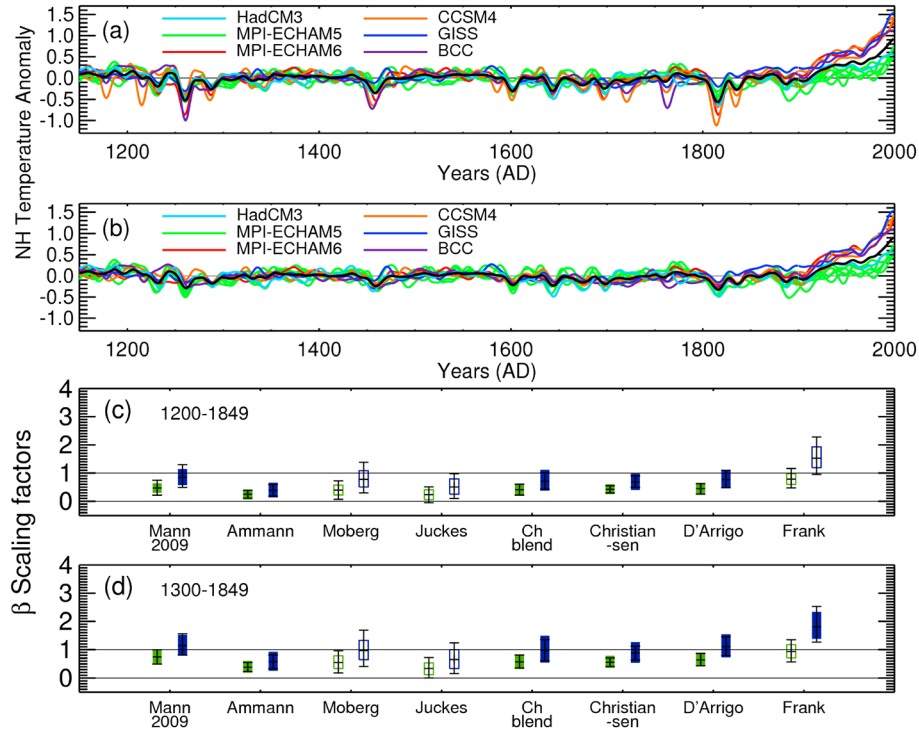 NH Temperature Anomaly
(a)
HadCM3 CCSM4
MPI-ECHAM5 GISS
MPI-ECHAM6 BCC
1.5
1.0
0.5
0.0
-0.5
-1.0
1200 1400 1600 1800 2000
Years (AD)
(b)
HadCM3 CCSM4
MPI-ECHAM5 GISS
MPI-ECHAM6 BCC
1.5
1.0
0.5
0.0
-0.5
-1.0
1200 1400 1600 1800 2000
Years (AD)
β Scaling factors
(c) 1200-1849
4
3
2
1
0
Mann Ammann Moberg Juckes Ch Christian D'Arrigo Frank
2009 blend -sen
(d) 1300-1849
4
3
2
1
0
Mann Ammann Moberg Juckes Ch Christian D'Arrigo Frank
2009 blend -sen